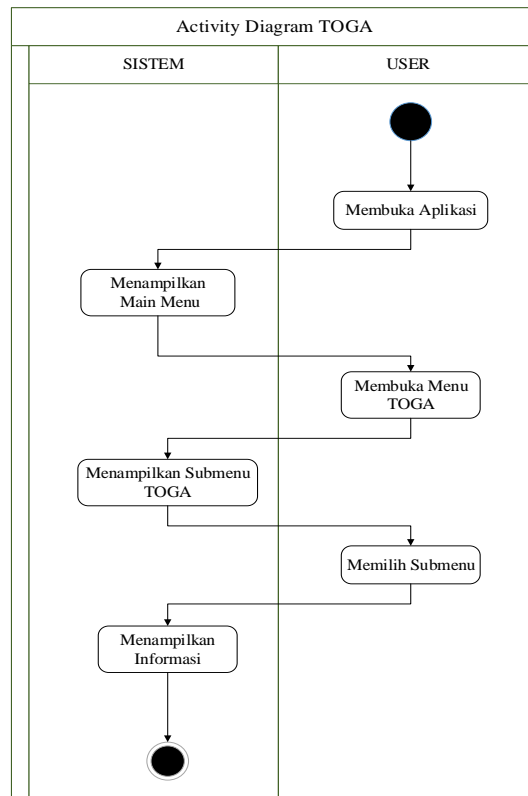 Activity Diagram TOGA
SISTEM
USER
Membuka Aplikasi
Menampilkan
Main Menu
Membuka Menu
TOGA
Menampilkan Submenu
TOGA
Memilih Submenu
Menampilkan
Informasi